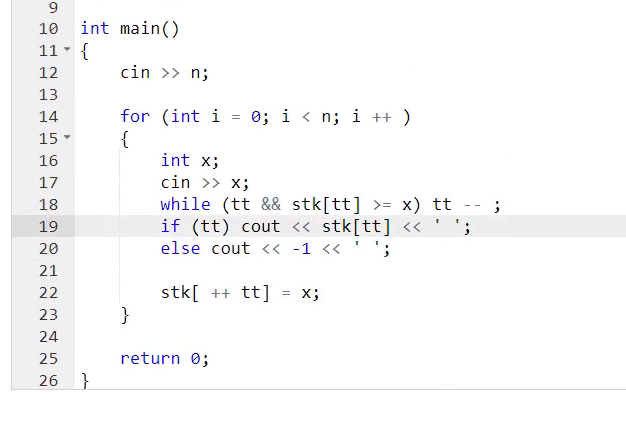 9
10 int main()
11 {
12     cin >> n;
13
14     for (int i = 0; i < n; i ++ )
15     {
16         int x;
17         cin >> x;
18         while (tt && stk[tt] >= x) tt -- ;
19         if (tt) cout << stk[tt] << ' ';
20         else cout << -1 << ' ';
21
22         stk[ ++ tt] = x;
23     }
24
25     return 0;
26 }